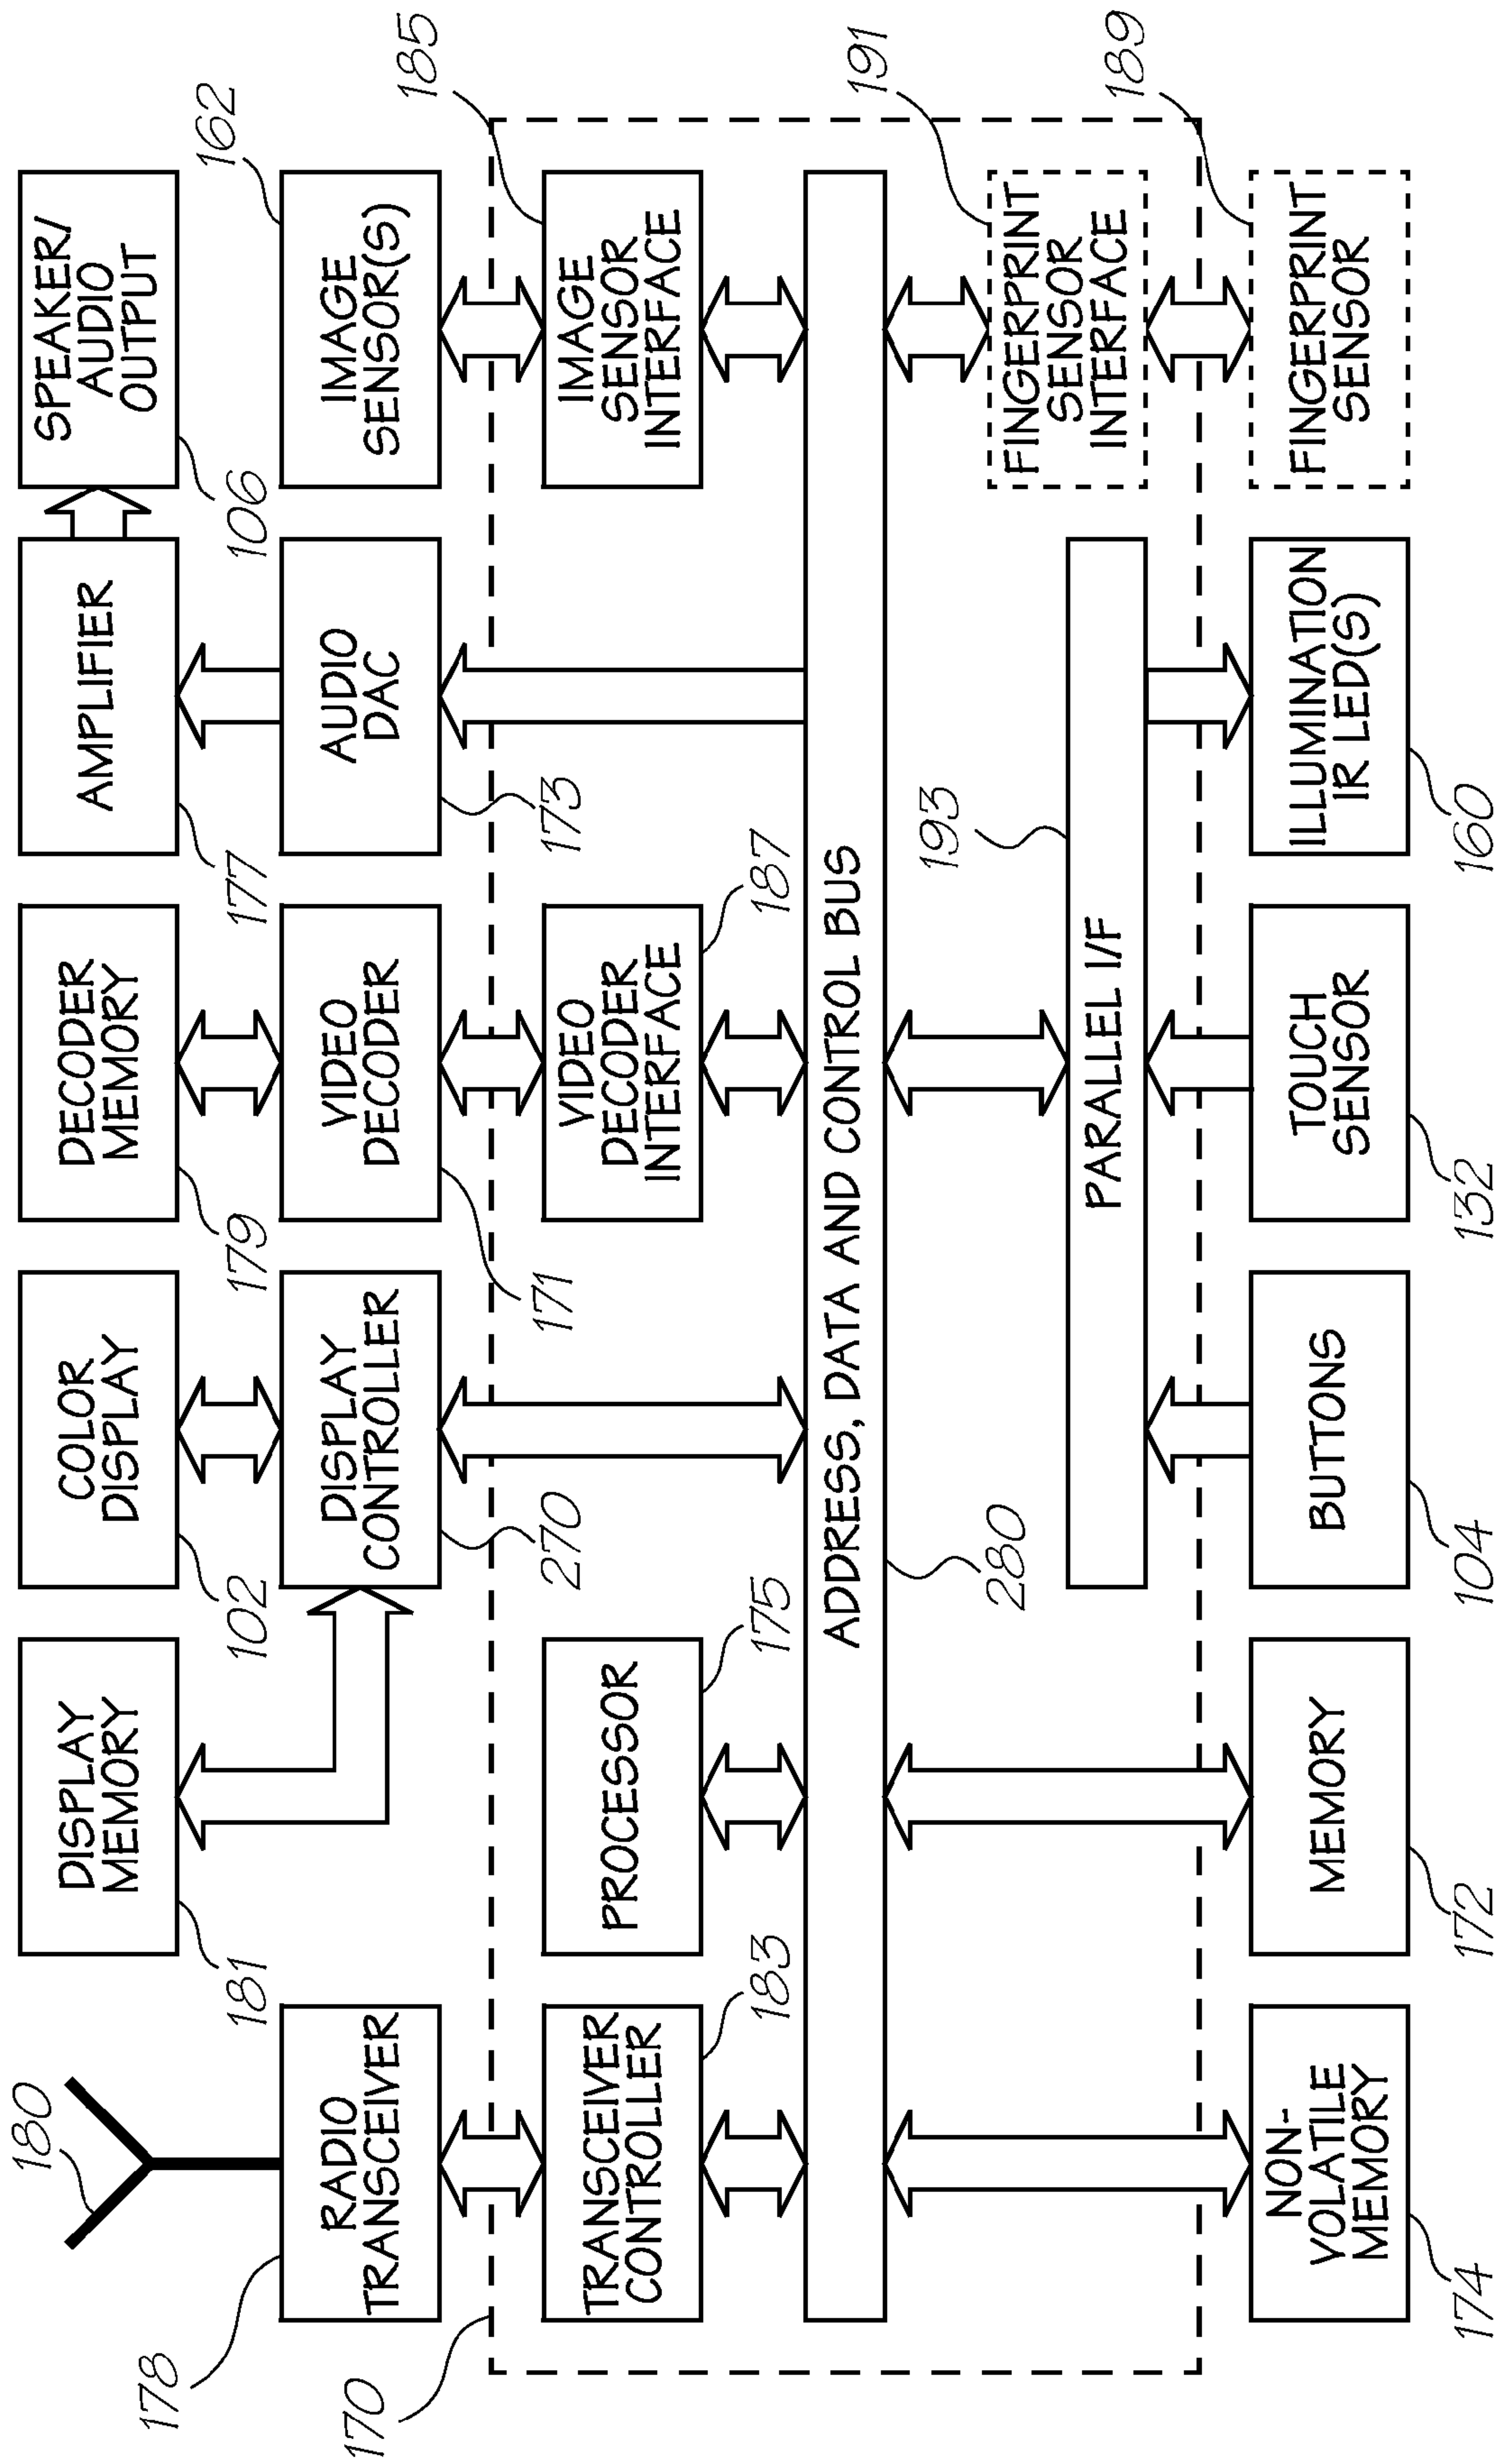 180
178
RADIO
TRANSCEIVER
170
DISPLAY
MEMORY
181
COLOR
DISPLAY
102
DISPLAY
CONTROLLER
270
DECODER
MEMORY
179
VIDEO
DECODER
171
AMPLIFIER
177
AUDIO
DAC
173
SPEAKER/
AUDIO
OUTPUT
106
162
IMAGE
SENSOR(S)
185
TRANSCEIVER
CONTROLLER
183
PROCESSOR
175
VIDEO
DECODER
INTERFACE
187
IMAGE
SENSOR
INTERFACE
ADDRESS, DATA AND CONTROL BUS
280
193
191
FINGERPRINT
SENSOR
INTERFACE
PARALLEL I/F
189
NON-
VOLATILE
MEMORY
174
MEMORY
172
BUTTONS
104
TOUCH
SENSOR
132
ILLUMINATION
IR LED(S)
160
FINGERPRINT
SENSOR